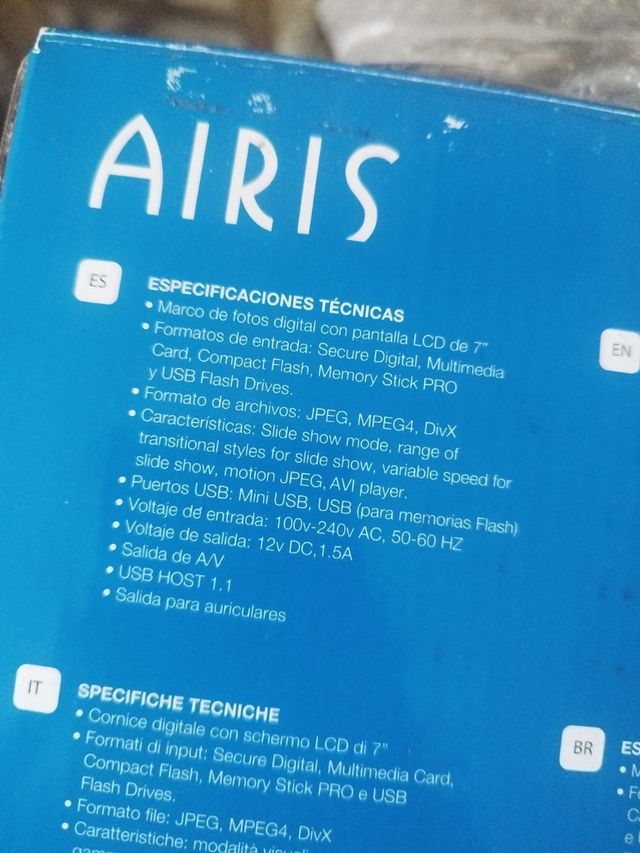 AIRIS
ES
ESPECIFICACIONES TÉCNICAS
• Marco de fotos digital con pantalla LCD de 7"
• Formatos de entrada: Secure Digital, Multimedia
Card, Compact Flash, Memory Stick PRO
y USB Flash Drives.
• Formato de archivos: JPEG, MPEG4, DivX
• Características: Slide show mode, range of
transitional styles for slide show, variable speed for
slide show, motion JPEG, AVI player.
• Puertos USB: Mini USB, USB (para memorias Flash)
• Voltaje de entrada: 100v-240v AC, 50-60 HZ
• Voltaje de salida: 12v DC,1.5A
• Salida de A/V
• USB HOST 1.1
• Salida para auriculares
EN
IT
SPECIFICHE TECNICHE
• Cornice digitale con schermo LCD di 7"
• Formati di input: Secure Digital, Multimedia Card,
Compact Flash, Memory Stick PRO e USB
Flash Drives.
• Formato file: JPEG, MPEG4, DivX
• Caratteristiche: modalità
BR
ES
• M
• F
C
e